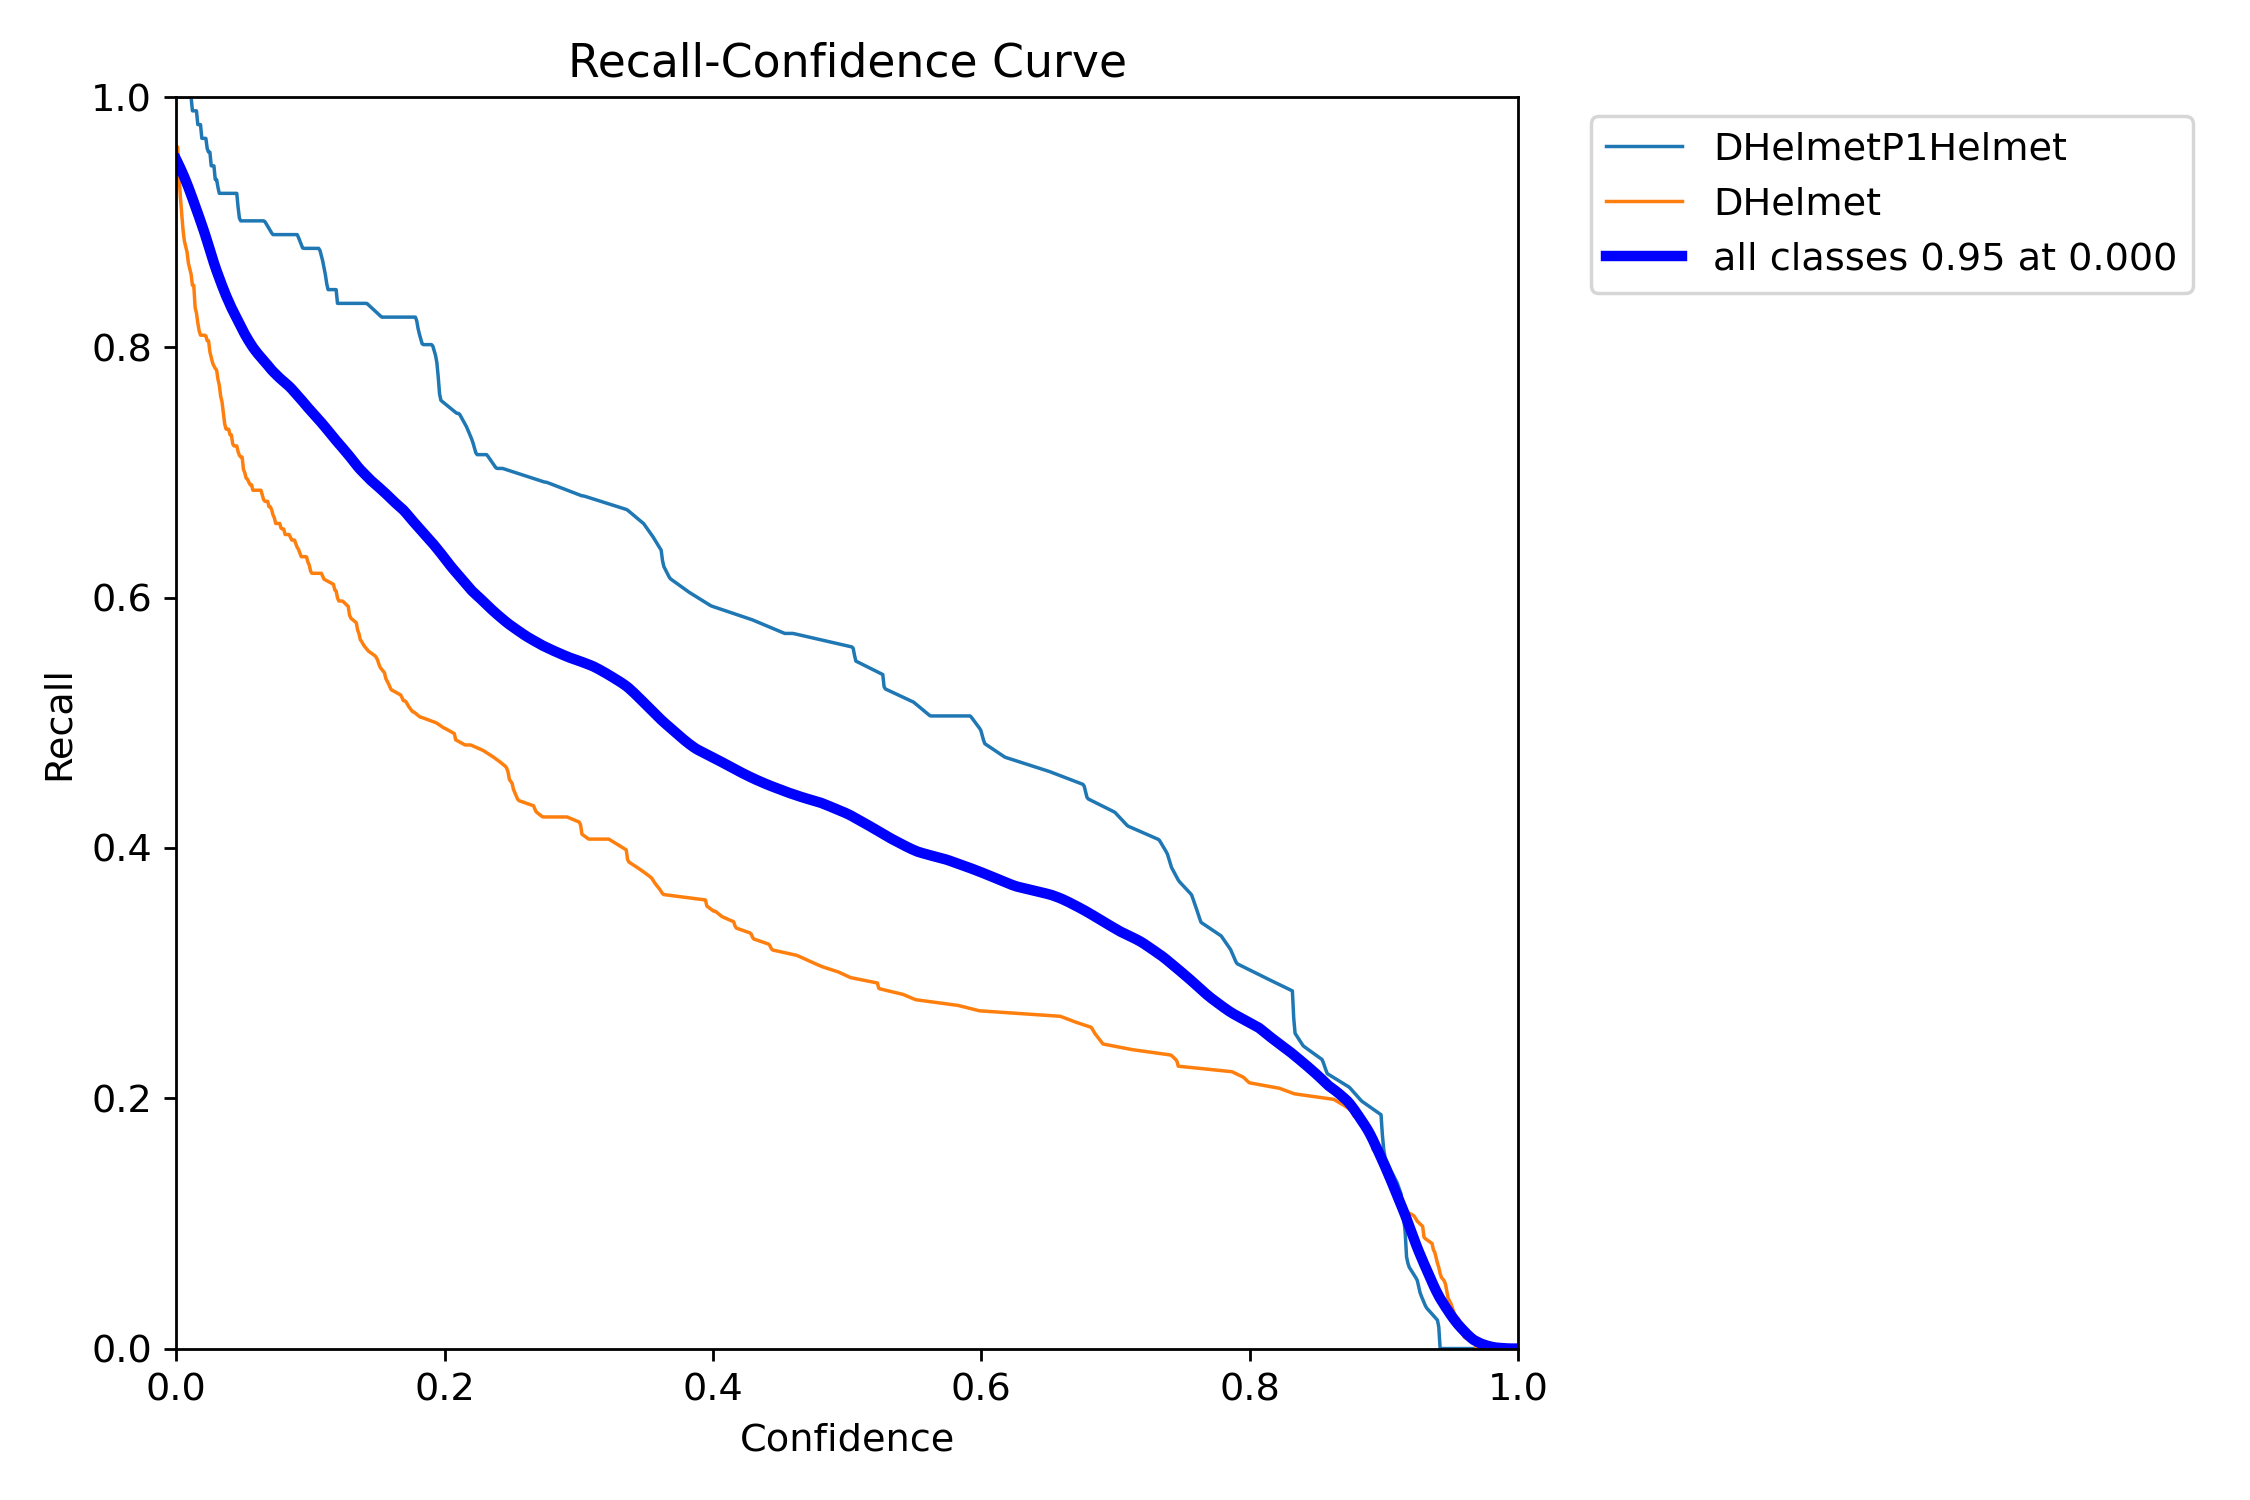 Recall-Confidence Curve
DHelmetP1Helmet
DHelmet
all classes 0.95 at 0.000
1.0
0.8
0.6
0.4
0.2
0.0
Recall
0.0 0.2 0.4 0.6 0.8 1.0
Confidence